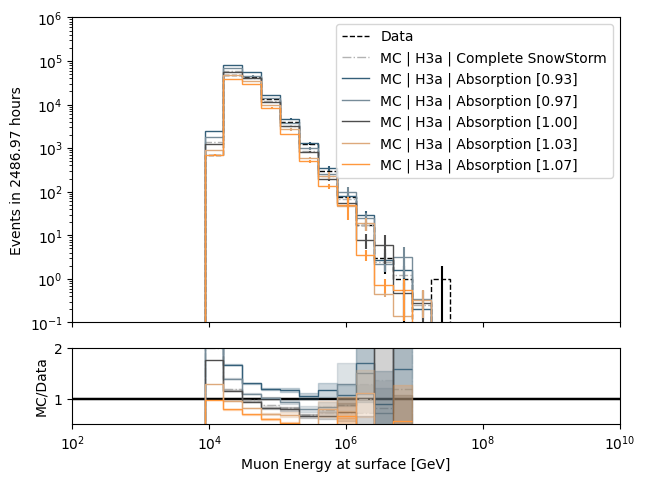 10^6
10^5
10^4
10^3
10^2
10^1
10^0
10^−1
Events in 2486.97 hours
Data
MC | H3a | Complete SnowStorm
MC | H3a | Absorption [0.93]
MC | H3a | Absorption [0.97]
MC | H3a | Absorption [1.00]
MC | H3a | Absorption [1.03]
MC | H3a | Absorption [1.07]
2
1
MC/Data
10^2 10^4 10^6 10^8 10^10
Muon Energy at surface [GeV]